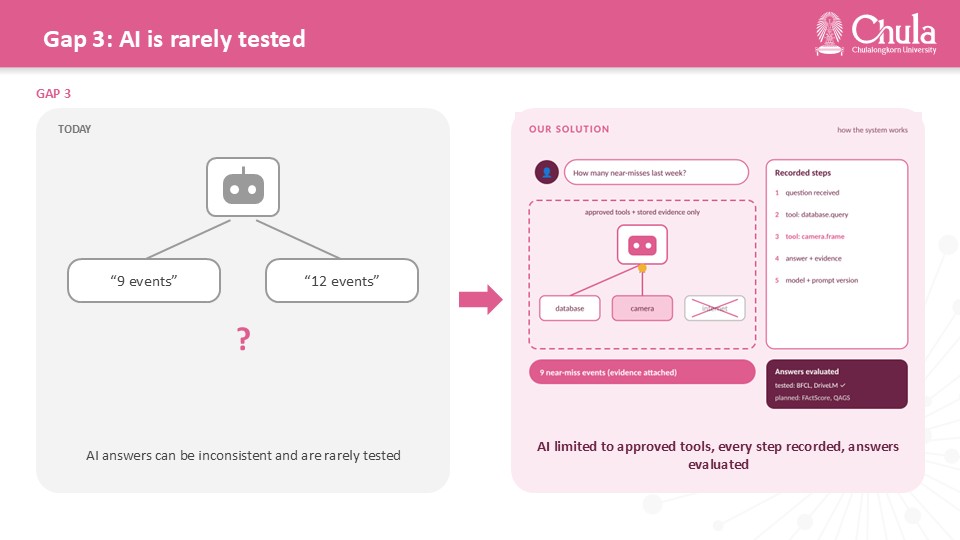 Gap 3: AI is rarely tested
Chula
Chulalongkorn University
GAP 3
TODAY
“9 events”
“12 events”
?
AI answers can be inconsistent and are rarely tested
OUR SOLUTION
how the system works
How many near-misses last week?
approved tools + stored evidence only
database
camera
internet
9 near-miss events (evidence attached)
Recorded steps
1 question received
2 tool: database.query
3 tool: camera.frame
4 answer + evidence
5 model + prompt version
Answers evaluated
tested: BFCL, DriveLM ✓
planned: FActScore, QAGS
AI limited to approved tools, every step recorded, answers
evaluated